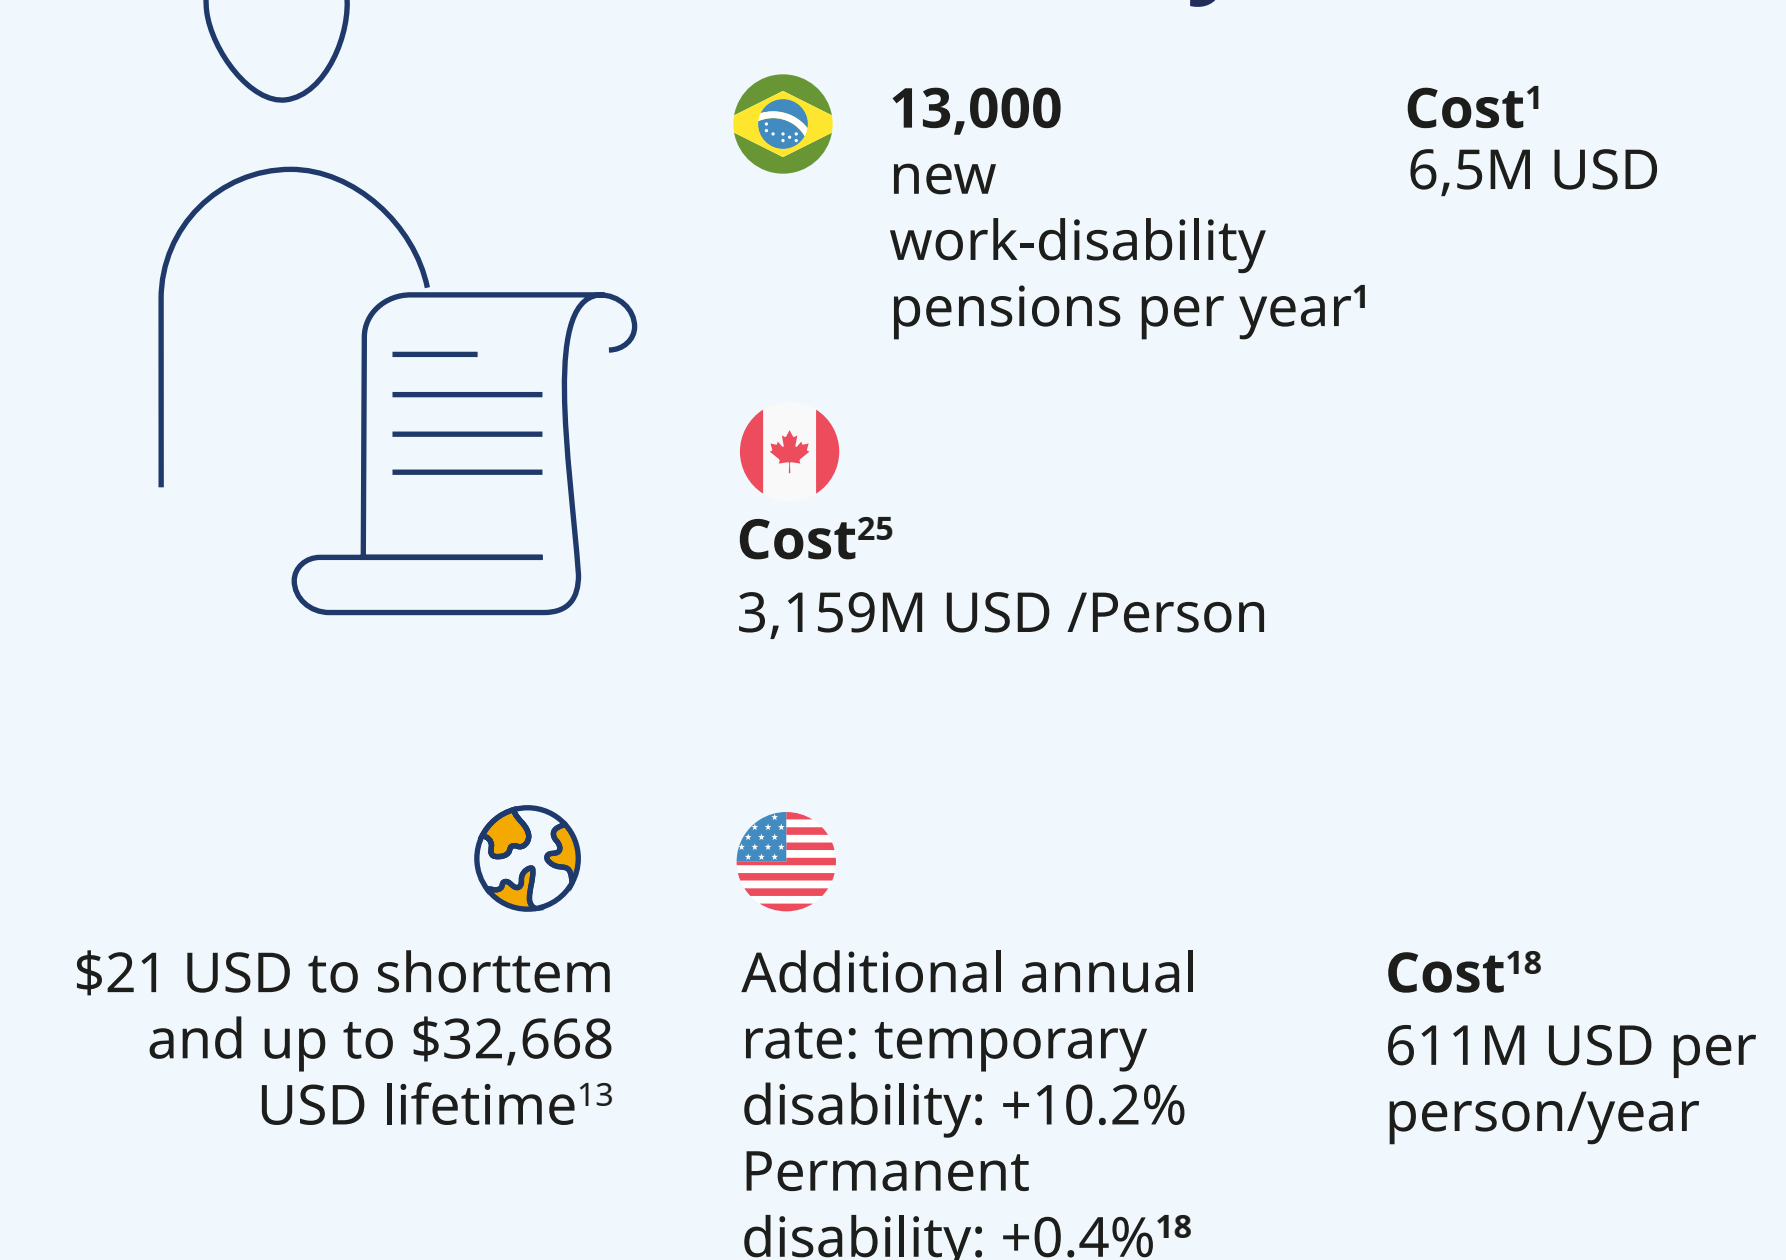 13,000
new
work-disability
pensions per year¹
Cost¹
6,5M USD
Cost²⁵
3,159M USD /Person
$21 USD to shorttem
and up to $32,668
USD lifetime¹³
Additional annual
rate: temporary
disability: +10.2%
Permanent
disability: +0.4%¹⁸
Cost¹⁸
611M USD per
person/year